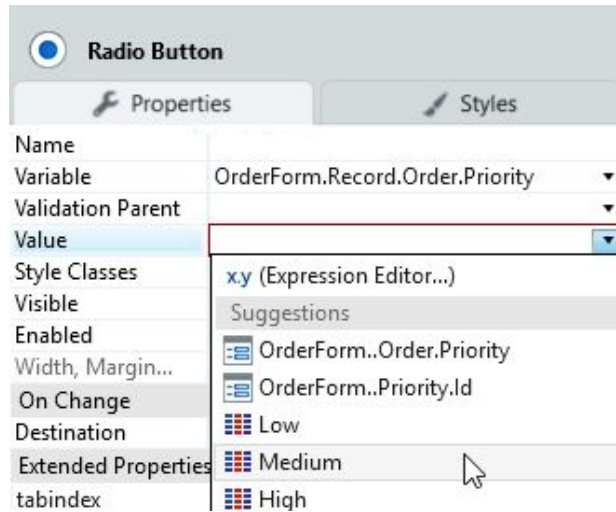 Radio Button
Properties
Styles
Name
Variable OrderForm.Record.Order.Priority
Validation Parent
Value
Style Classes
x.y (Expression Editor...)
Visible
Suggestions
Enabled
OrderForm..Order.Priority
Width, Margin...
OrderForm..Priority.Id
On Change
Low
Destination
Extended Properties
Medium
tabindex
High